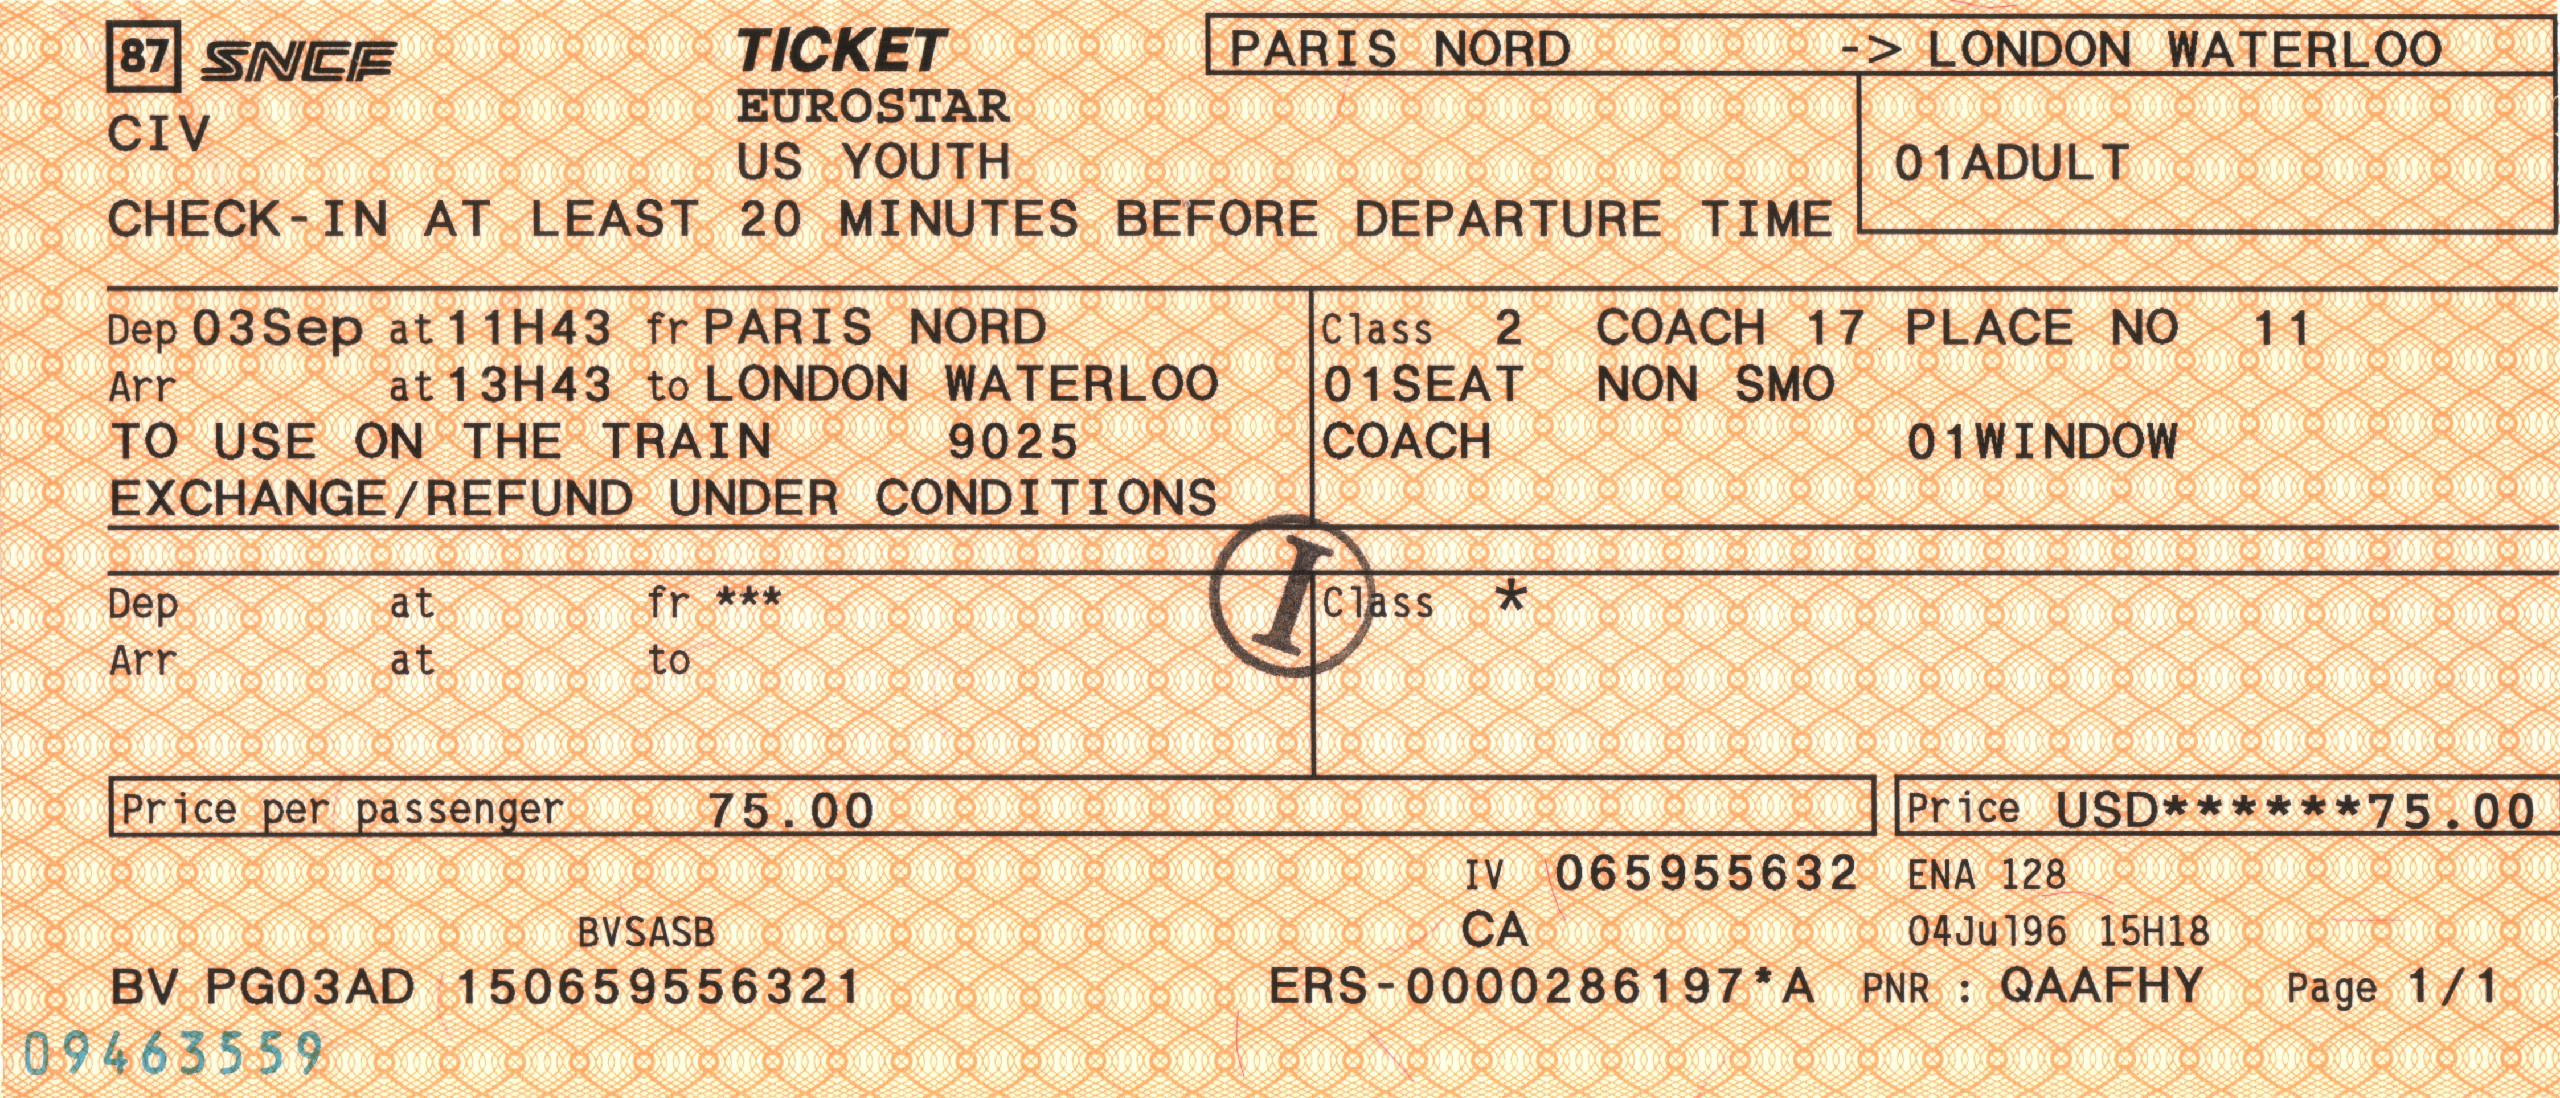 87 SNCF TICKET PARIS NORD -> LONDON WATERLOO
EUROSTAR
CIV
US YOUTH 01ADULT
CHECK-IN AT LEAST 20 MINUTES BEFORE DEPARTURE TIME
Dep 03Sep at 11H43 fr PARIS NORD Class 2 COACH 17 PLACE NO 11
Arr at 13H43 to LONDON WATERLOO 01SEAT NON SMO
TO USE ON THE TRAIN 9025 COACH 01WINDOW
EXCHANGE/REFUND UNDER CONDITIONS
I
Dep at fr *** Class *
Arr at to
Price per passenger 75.00 Price USD******75.00
IV 065955632 ENA 128
BVSASB CA 04Jul96 15H18
BV PG03AD 150659556321 ERS-0000286197*A PNR : QAAFHY Page 1/1
09463559